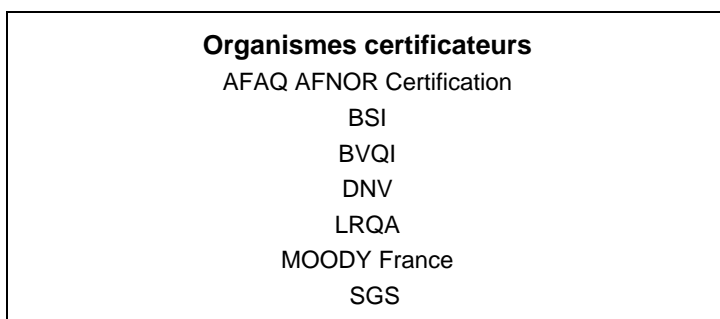 Organismes certificateurs
AFAQ AFNOR Certification
BSI
BVQI
DNV
LRQA
MOODY France
SGS